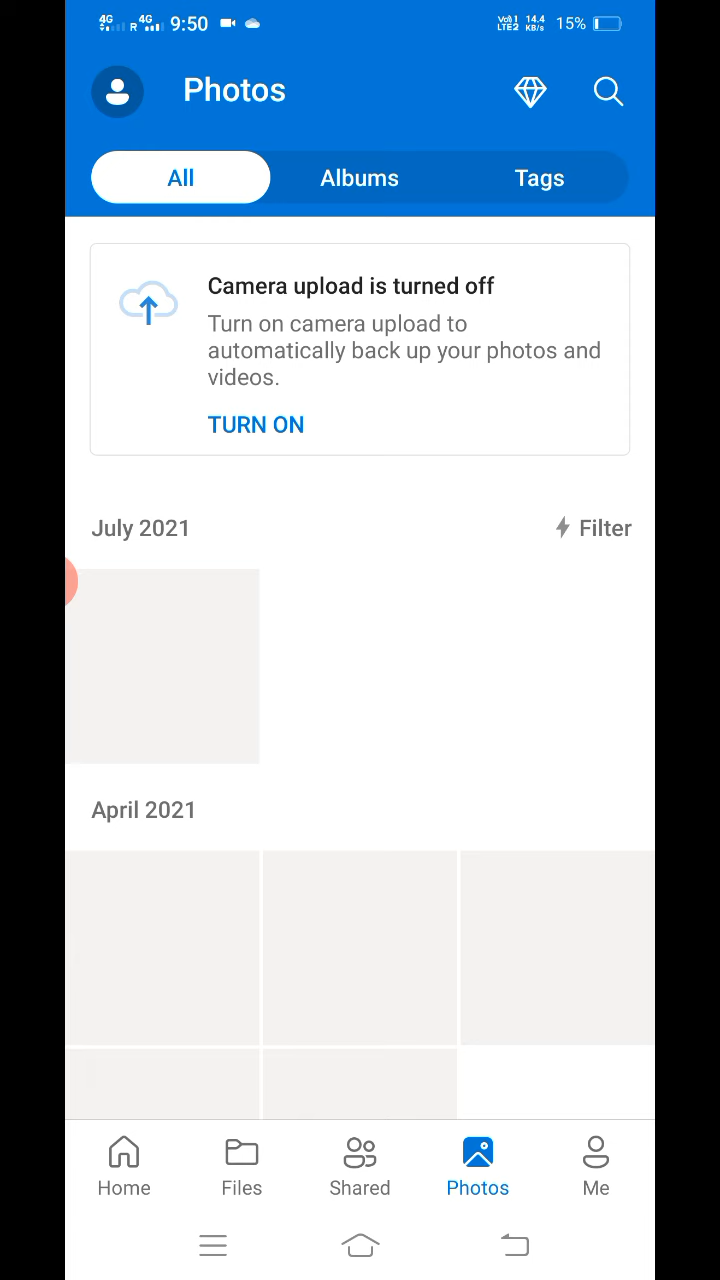 4G R 4G 9:50 Vo) 1 LTE2 14.4 KB/s 15%
Photos
All Albums Tags
Camera upload is turned off
Turn on camera upload to
automatically back up your photos and
videos.
TURN ON
July 2021 Filter
April 2021
Home Files Shared Photos Me